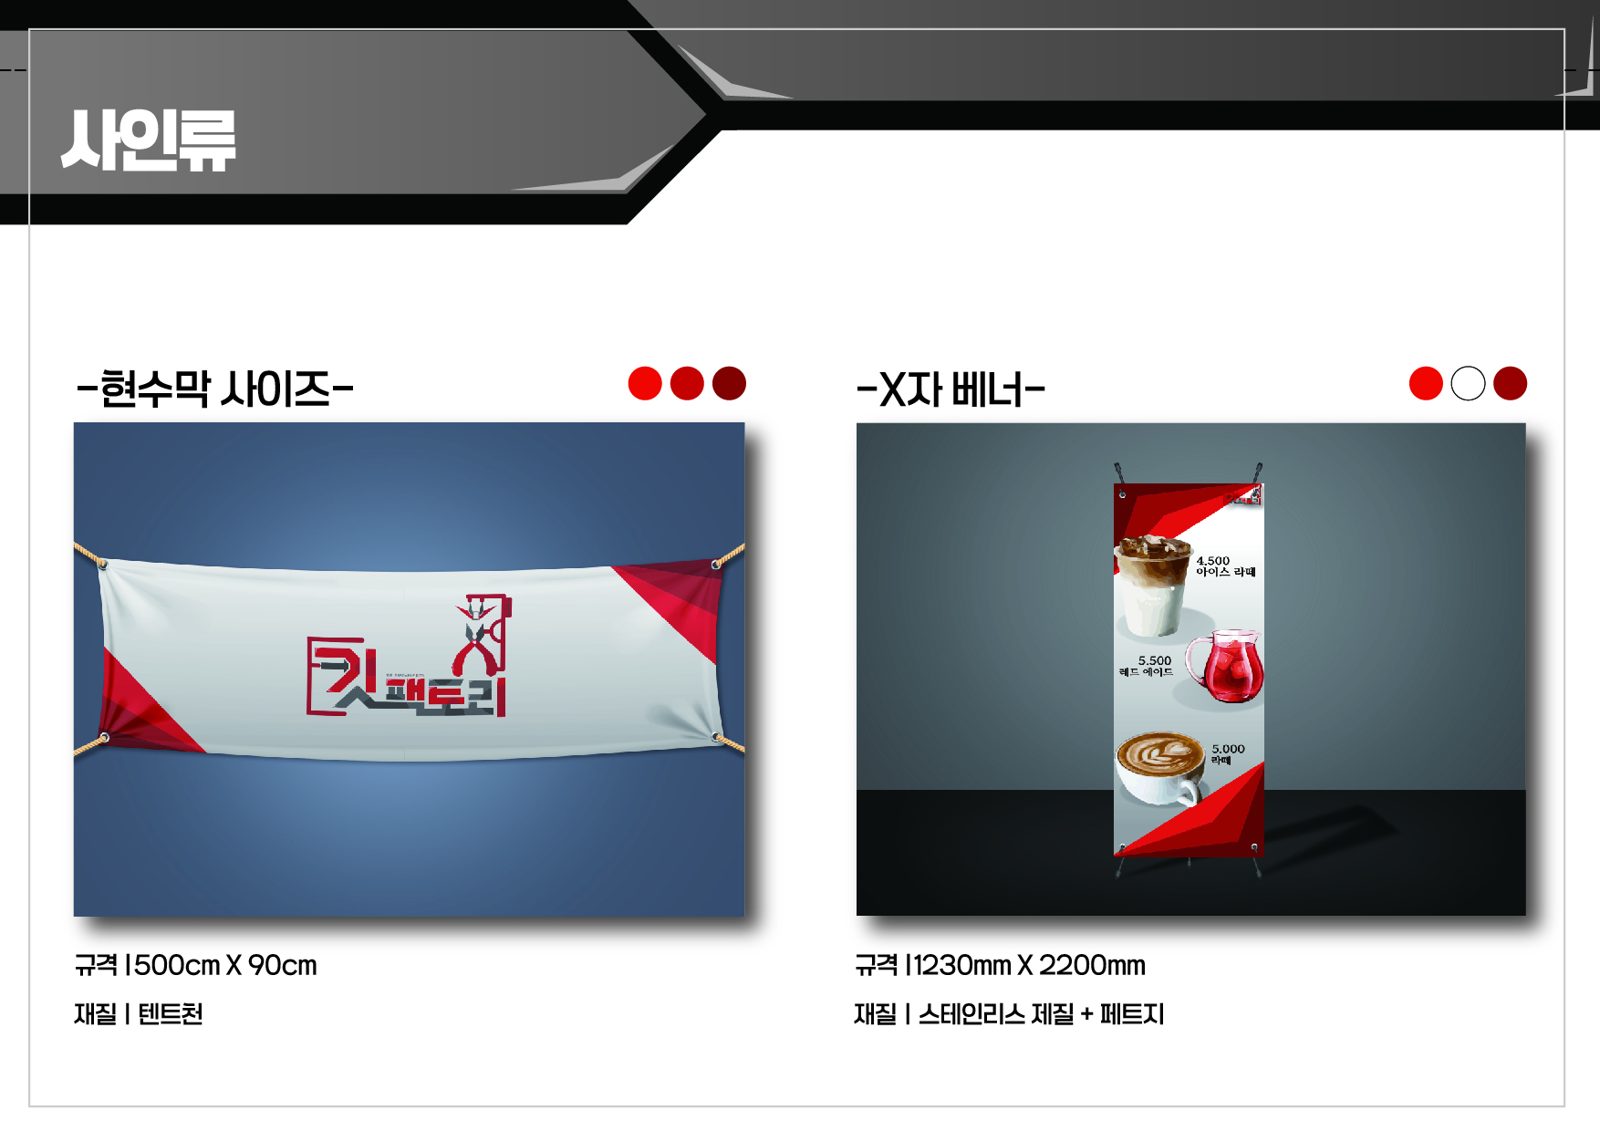 사인류
-현수막 사이즈-
-X자 베너-
킷팩토리
4.500
아이스 라떼
5.500
레드 에이드
5.000
라떼
규격 |500cm X 90cm
재질 | 텐트천
규격 |1230mm X 2200mm
재질 | 스테인리스 제질 + 페트지